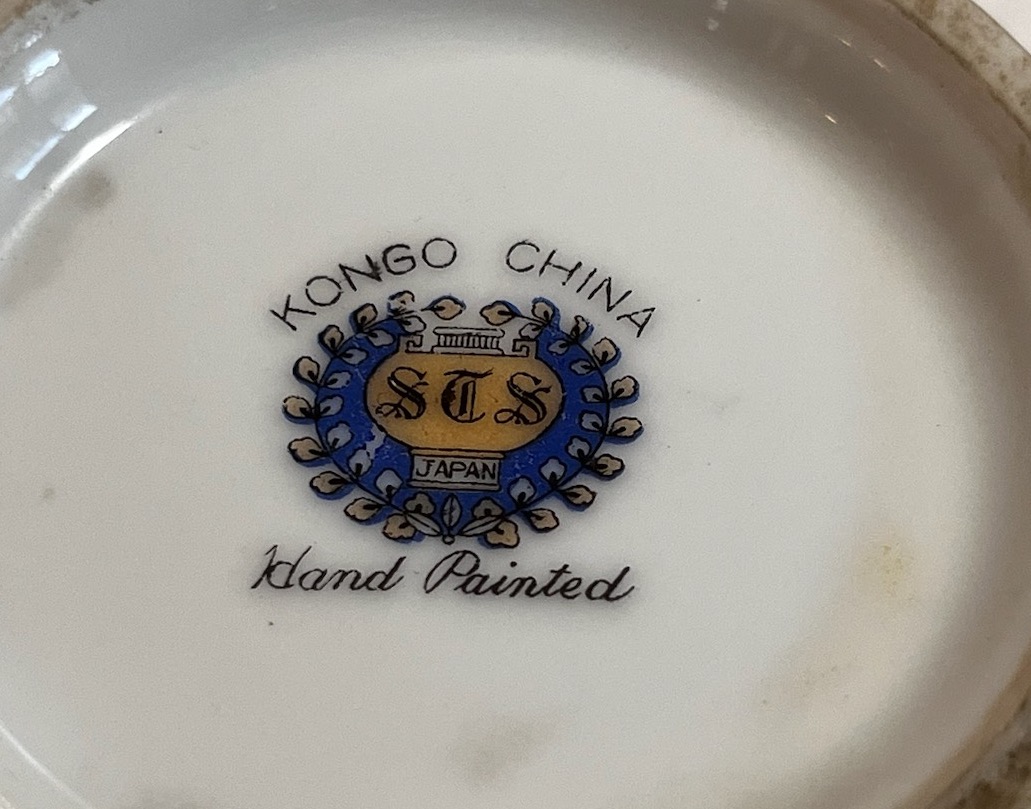 KONGO CHINA
STS
JAPAN
Hand Painted